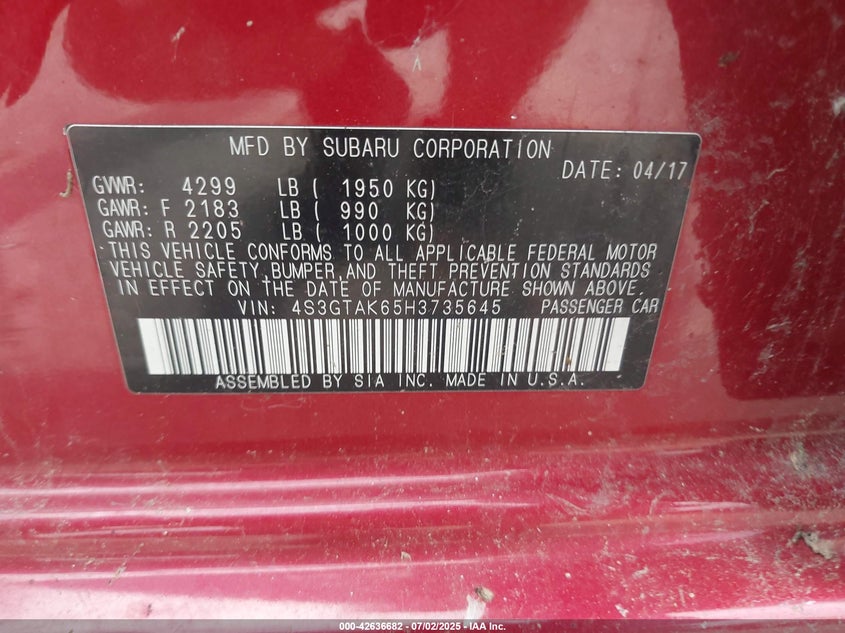 MFD BY SUBARU CORPORATION
DATE: 04/17
GVWR: 4299 LB ( 1950 KG)
GAWR: F 2183 LB ( 990 KG)
GAWR: R 2205 LB ( 1000 KG)
THIS VEHICLE CONFORMS TO ALL APPLICABLE FEDERAL MOTOR
VEHICLE SAFETY, BUMPER, AND THEFT PREVENTION STANDARDS
IN EFFECT ON THE DATE OF MANUFACTURE SHOWN ABOVE.
VIN: 4S3GTAK65H3735645 PASSENGER CAR
ASSEMBLED BY SIA INC. MADE IN U.S.A.
000-42636682 - 07/02/2025 - IAA Inc.